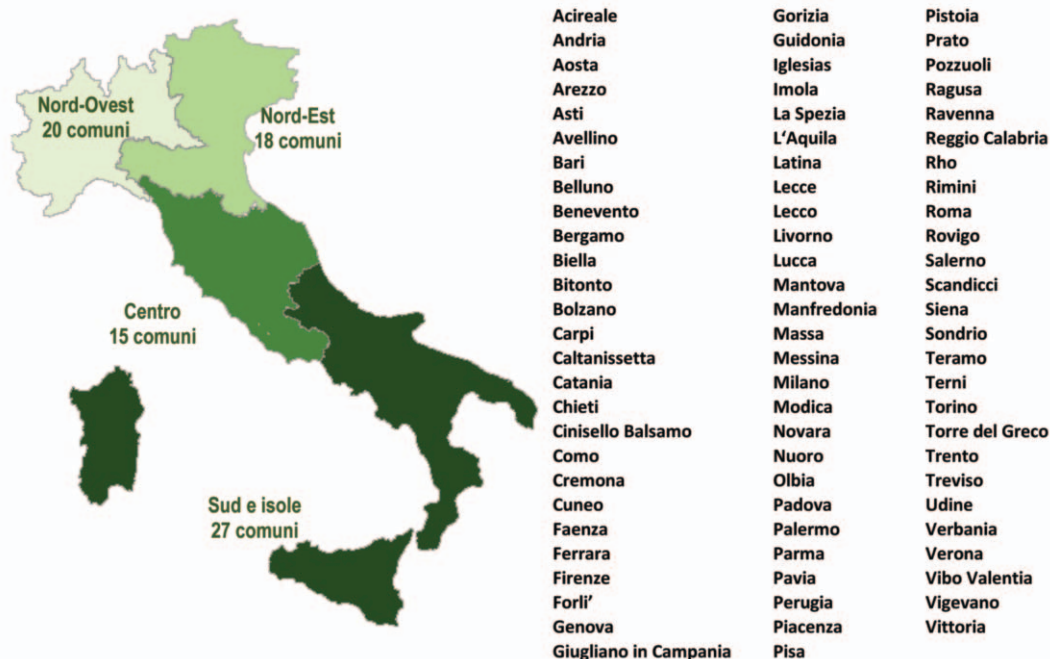 Nord-Ovest
20 comuni
Nord-Est
18 comuni
Centro
15 comuni
Sud e isole
27 comuni
Acireale
Andria
Aosta
Arezzo
Asti
Avellino
Bari
Belluno
Benevento
Bergamo
Biella
Bitonto
Bolzano
Carpi
Caltanissetta
Catania
Chieti
Cinisello Balsamo
Como
Cremona
Cuneo
Faenza
Ferrara
Firenze
Forli’
Genova
Giugliano in Campania
Gorizia
Guidonia
Iglesias
Imola
La Spezia
L‘Aquila
Latina
Lecce
Lecco
Livorno
Lucca
Mantova
Manfredonia
Massa
Messina
Milano
Modica
Novara
Nuoro
Olbia
Padova
Palermo
Parma
Pavia
Perugia
Piacenza
Pisa
Pistoia
Prato
Pozzuoli
Ragusa
Ravenna
Reggio Calabria
Rho
Rimini
Roma
Rovigo
Salerno
Scandicci
Siena
Sondrio
Teramo
Terni
Torino
Torre del Greco
Trento
Treviso
Udine
Verbania
Verona
Vibo Valentia
Vigevano
Vittoria